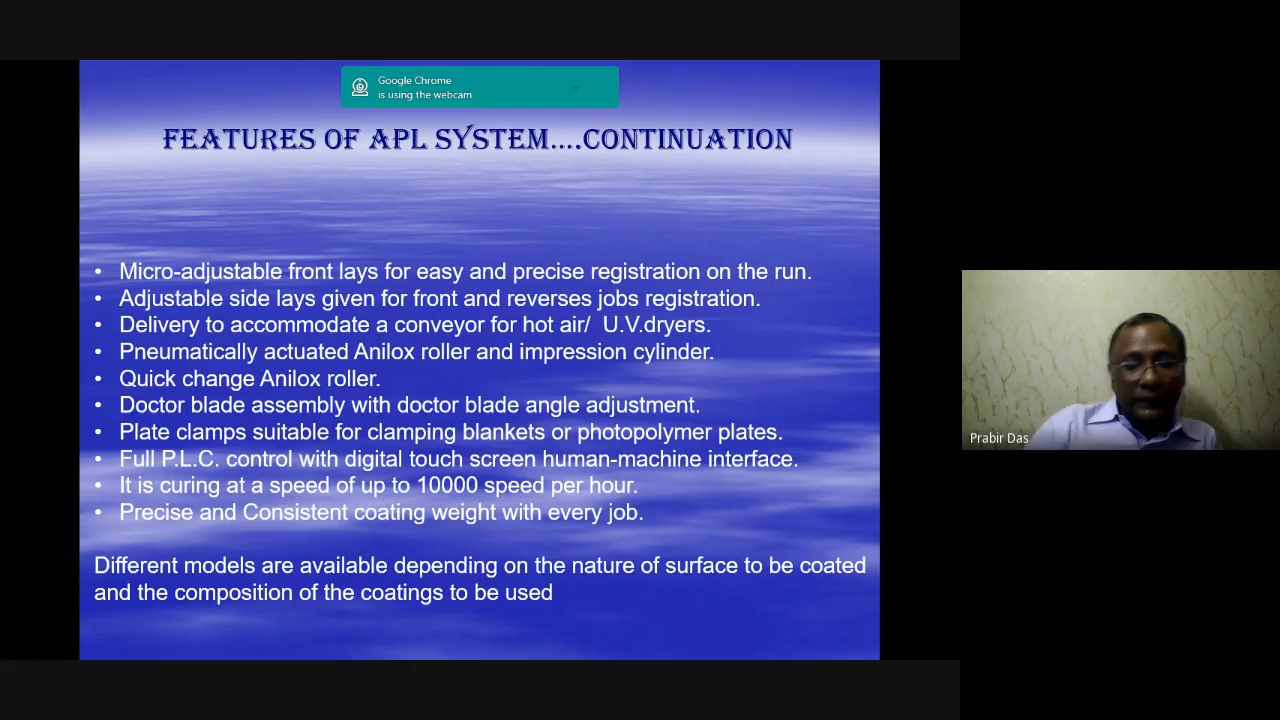 Google Chrome
is using the webcam
FEATURES OF APL SYSTEM....CONTINUATION
• Micro-adjustable front lays for easy and precise registration on the run.
• Adjustable side lays given for front and reverses jobs registration.
• Delivery to accommodate a conveyor for hot air/ U.V.dryers.
• Pneumatically actuated Anilox roller and impression cylinder.
• Quick change Anilox roller.
• Doctor blade assembly with doctor blade angle adjustment.
• Plate clamps suitable for clamping blankets or photopolymer plates.
• Full P.L.C. control with digital touch screen human-machine interface.
• It is curing at a speed of up to 10000 speed per hour.
• Precise and Consistent coating weight with every job.
Different models are available depending on the nature of surface to be coated
and the composition of the coatings to be used
Prabir Das